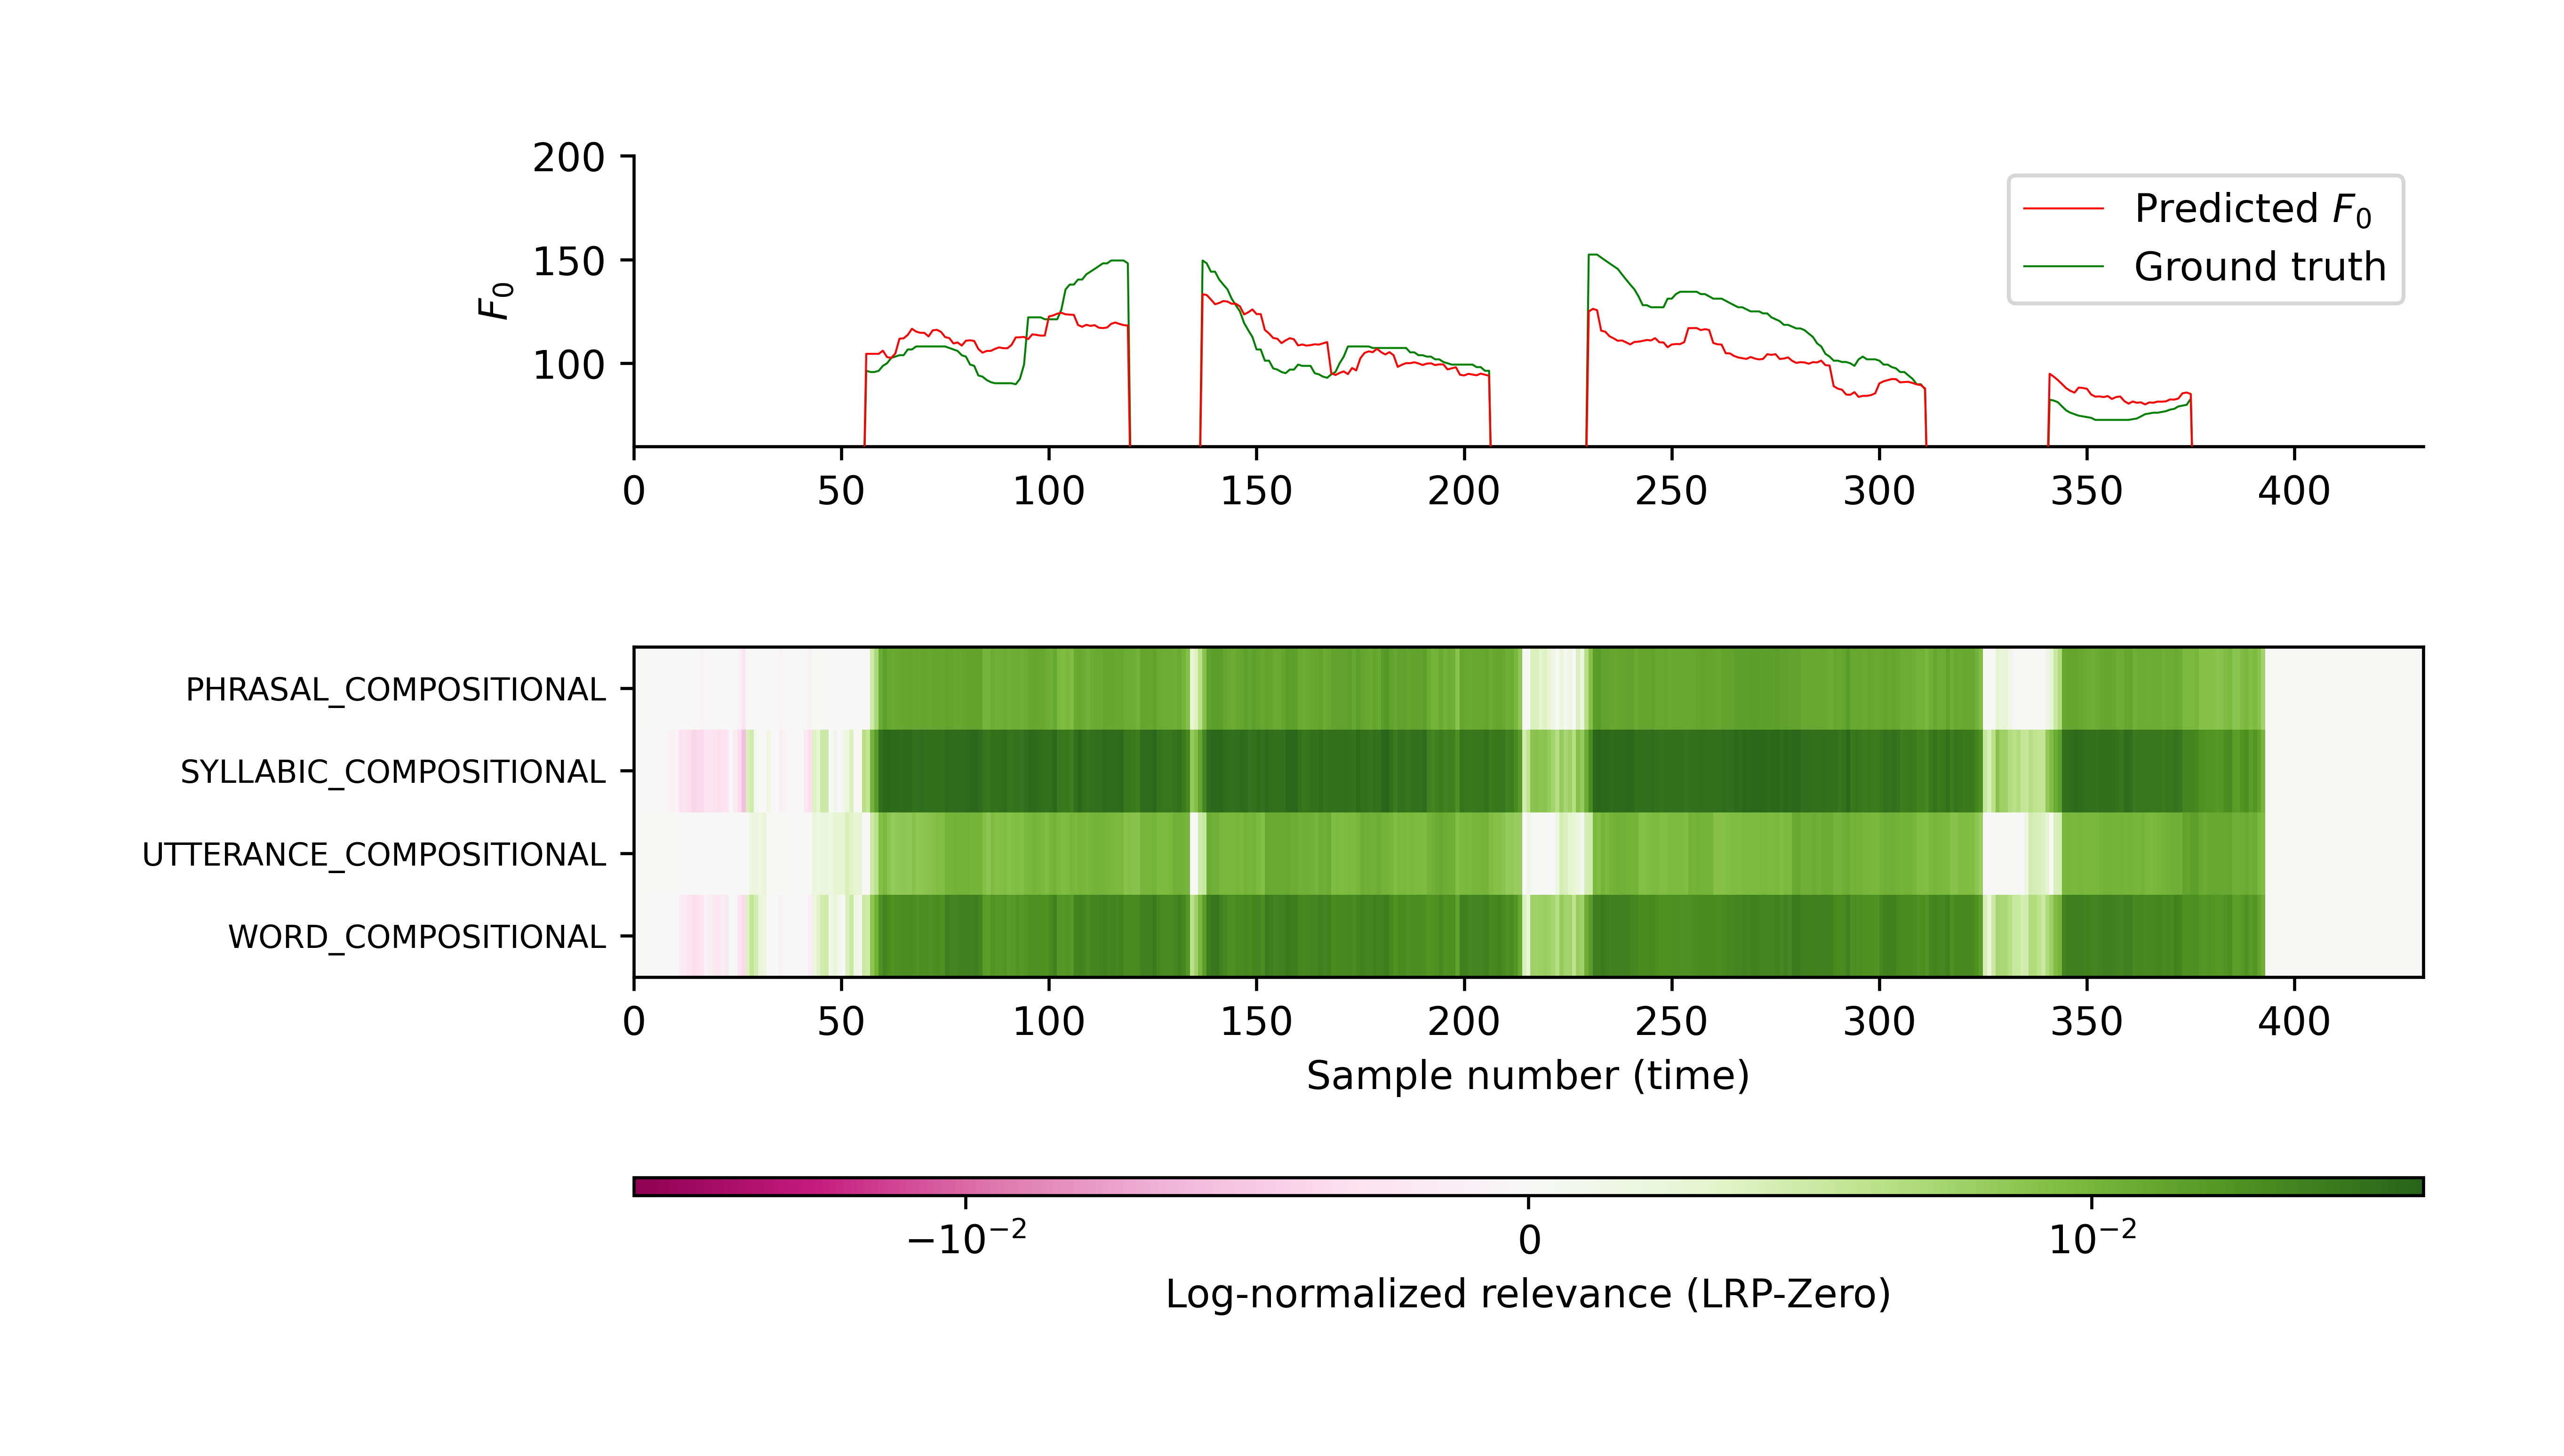 200
150
100
F₀
Predicted F₀
Ground truth
0 50 100 150 200 250 300 350 400
PHRASAL_COMPOSITIONAL
SYLLABIC_COMPOSITIONAL
UTTERANCE_COMPOSITIONAL
WORD_COMPOSITIONAL
0 50 100 150 200 250 300 350 400
Sample number (time)
−10⁻² 0 10⁻²
Log-normalized relevance (LRP-Zero)